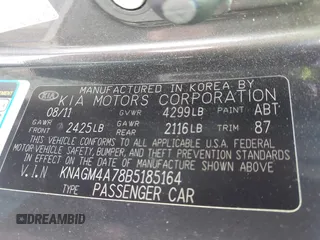 MANUFACTURED IN KOREA BY
KIA KIA MOTORS CORPORATION
08/11 GVWR 4299LB PAINT ABT
GAWR FRONT 2425LB GAWR REAR 2116LB TRIM 87
THIS VEHICLE CONFORMS TO ALL APPLICABLE U.S.A FEDERAL
MOTOR VEHICLE SAFETY, BUMPER, AND THEFT PREVENTION STANDARDS
IN EFFECT ON THE DATE OF MANUFACTURE SHOWN ABOVE.
V.I.N KNAGM4A78B5185164
TYPE PASSENGER CAR
DREAMBID